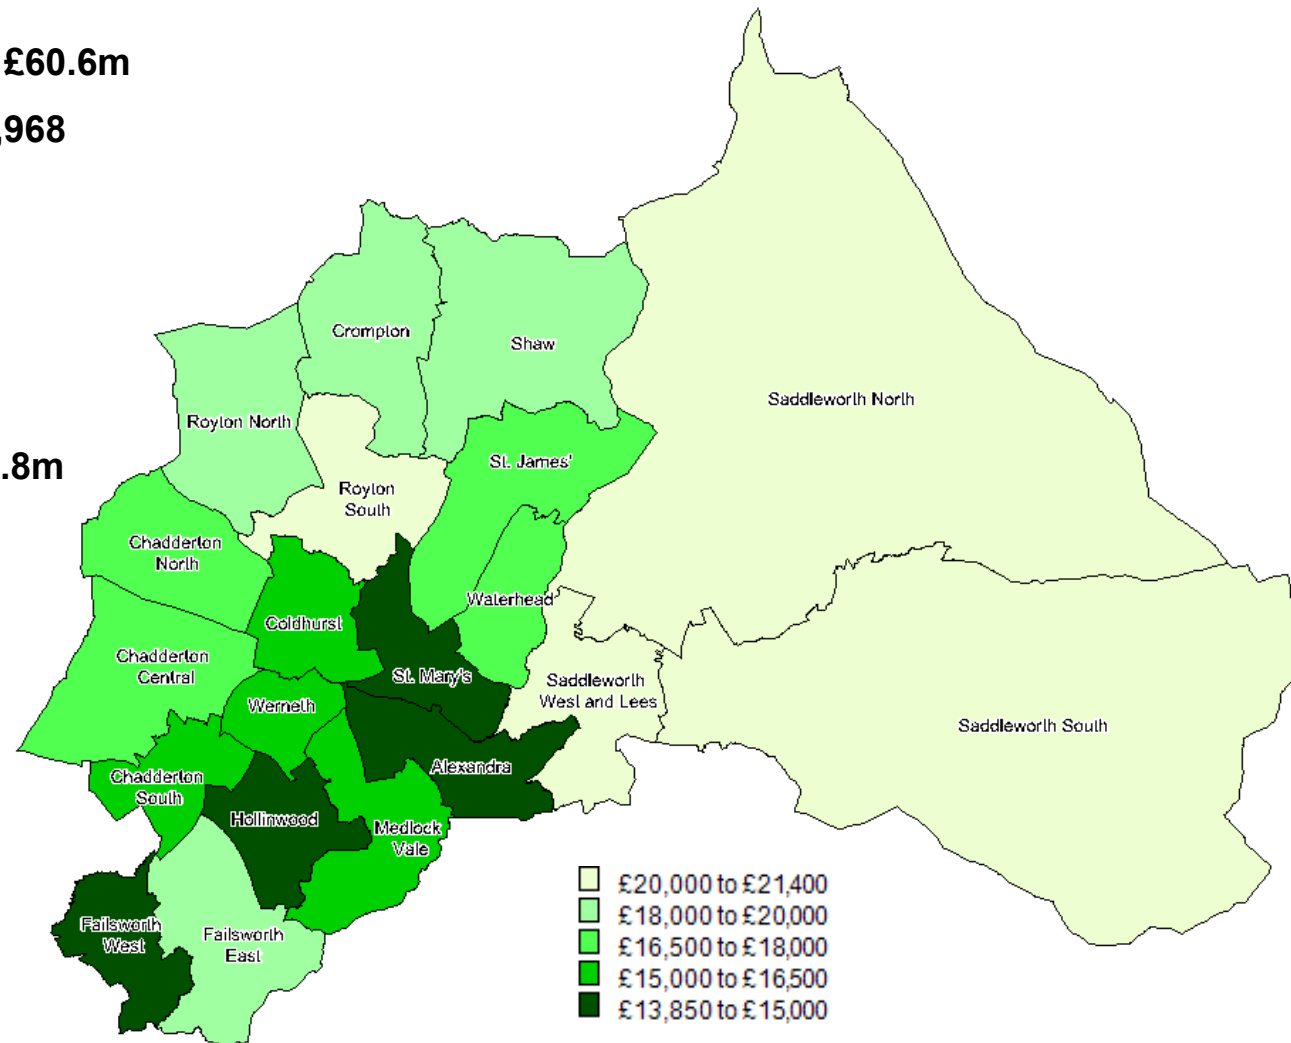 £60.6m
,968
.8m
Crompton
Shaw
Saddleworth North
Royton North
St. James'
Royton
South
Chadderton
North
Waterhead
Coldhurst
Chadderton
Central
St. Mary's
Saddleworth
West and Lees
Werneth
Saddleworth South
Alexandra
Chadderton
South
Hollinwood
Medlock
Vale
Failsworth
West
Failsworth
East
£20,000 to £21,400
£18,000 to £20,000
£16,500 to £18,000
£15,000 to £16,500
£13,850 to £15,000